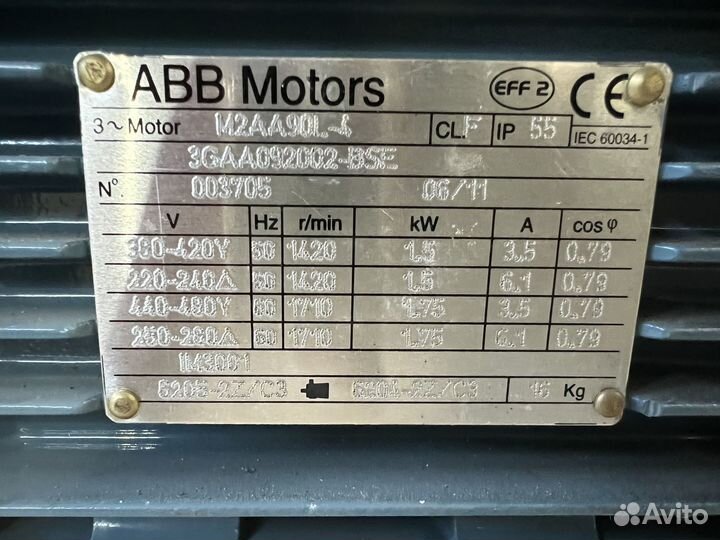 ABB Motors EFF 2 CE
3~ Motor M2AA90L-4 CL.F IP 55 IEC 60034-1
3GAA092002-BSE
N° 003705 06/11
V Hz r/min kW A cos φ
380-420Y 50 1420 1.5 3.5 0.79
220-240Δ 50 1420 1.5 6.1 0.79
440-480Y 60 1710 1.75 3.5 0.79
250-280Δ 60 1710 1.75 6.1 0.79
IM3001
6205-2Z/C3 6204-2Z/C3 16 Kg
Avito